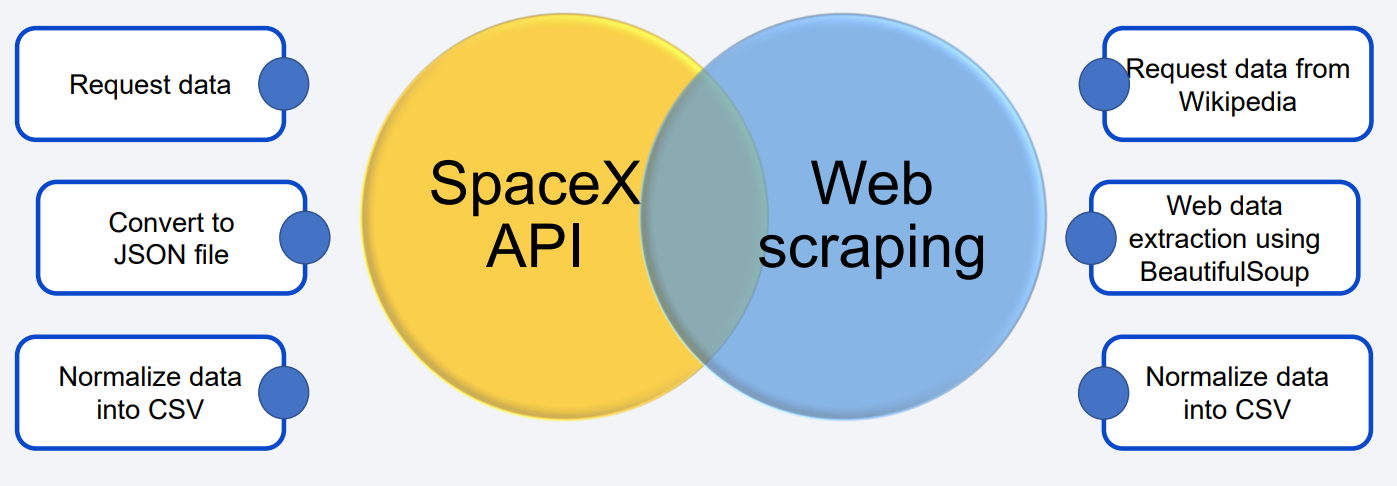 Request data
Convert to
JSON file
Normalize data
into CSV
SpaceX
API
Web
scraping
Request data from
Wikipedia
Web data
extraction using
BeautifulSoup
Normalize data
into CSV